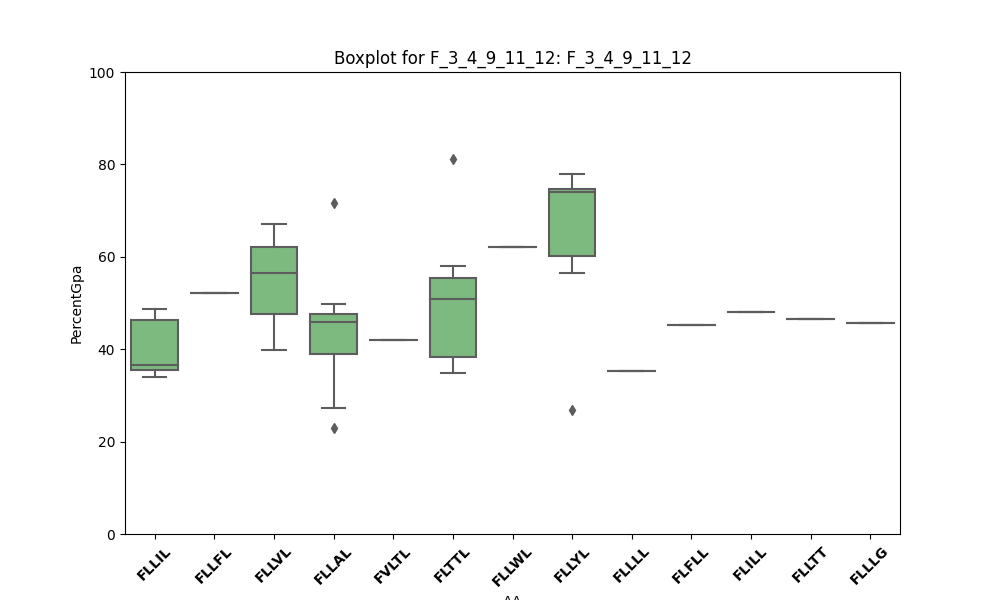 Boxplot for F_3_4_9_11_12: F_3_4_9_11_12
100
80
60
40
20
0
PercentGpa
FLLIL
FLLFL
FLLVL
FLLAL
FVLTL
FLTTL
FLLWL
FLLYL
FLLLL
FLFLL
FLILL
FLLTT
FLLLG
AA